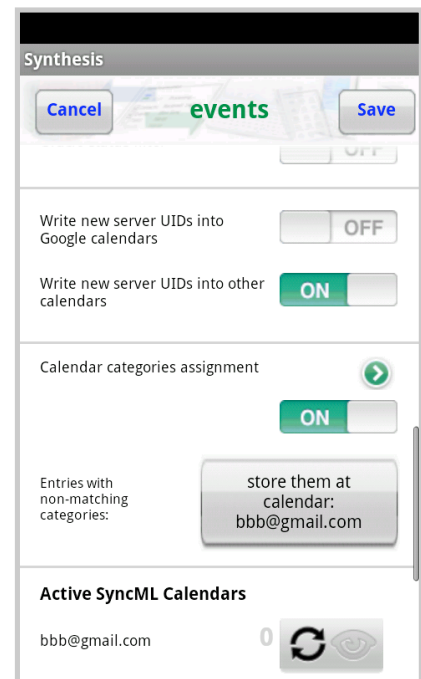 Synthesis
Cancel
events
Save
OFF
Write new server UIDs into
Google calendars
OFF
Write new server UIDs into other
calendars
ON
Calendar categories assignment
ON
Entries with
non-matching
categories:
store them at
calendar:
bbb@gmail.com
Active SyncML Calendars
bbb@gmail.com
0